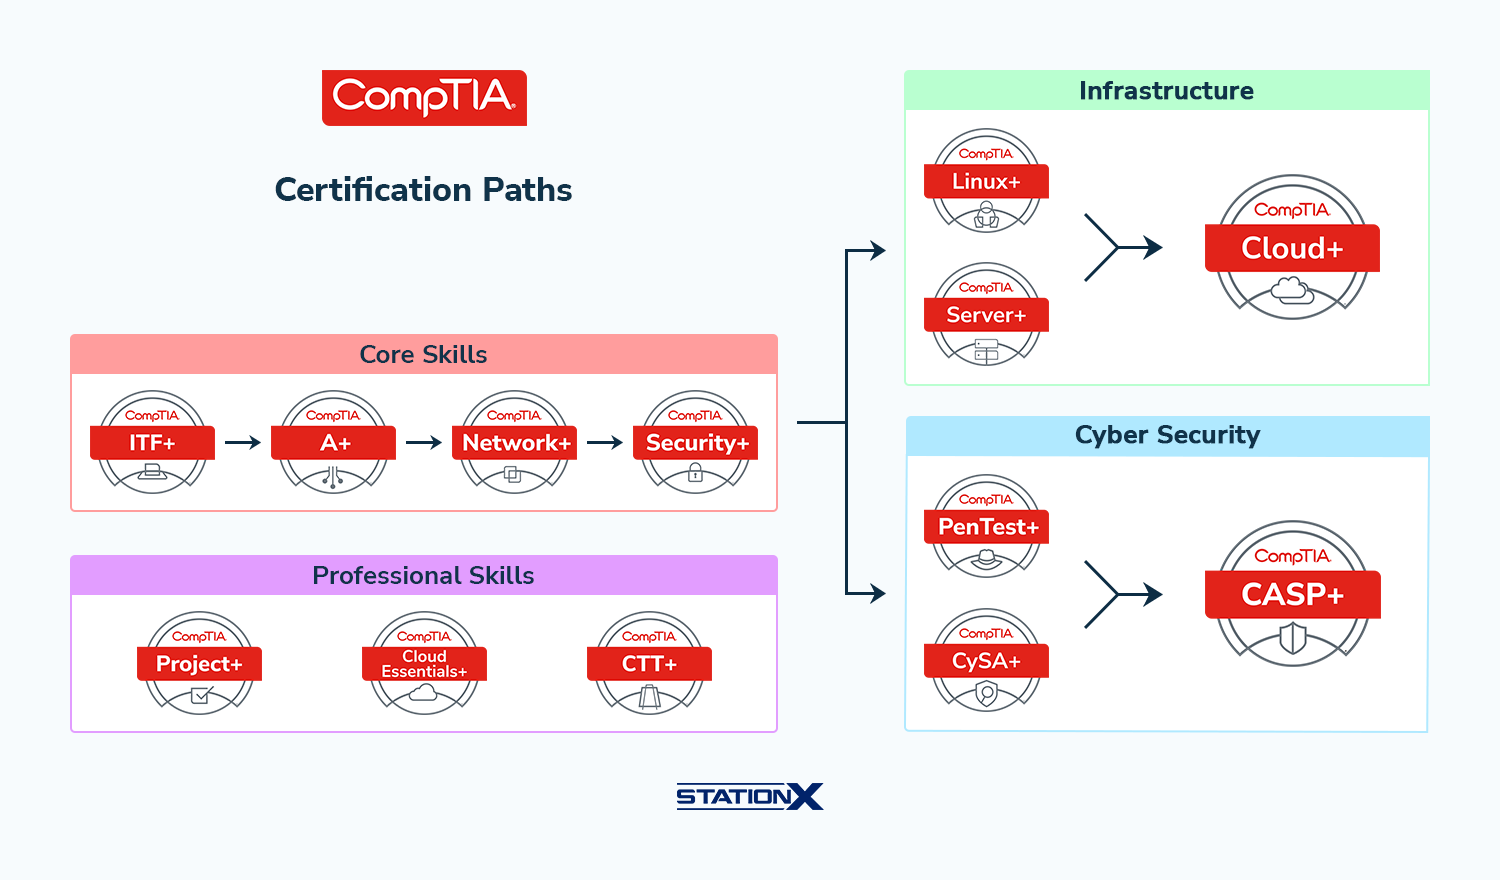 CompTIA.
Certification Paths
Core Skills
CompTIA.
ITF+
CompTIA.
A+
CompTIA.
Network+
CompTIA.
Security+
Professional Skills
CompTIA.
Project+
CompTIA.
Cloud
Essentials+
CompTIA.
CTT+
Infrastructure
CompTIA.
Linux+
CompTIA.
Server+
CompTIA.
Cloud+
Cyber Security
CompTIA.
PenTest+
CompTIA.
CySA+
CompTIA.
CASP+
STATIONX